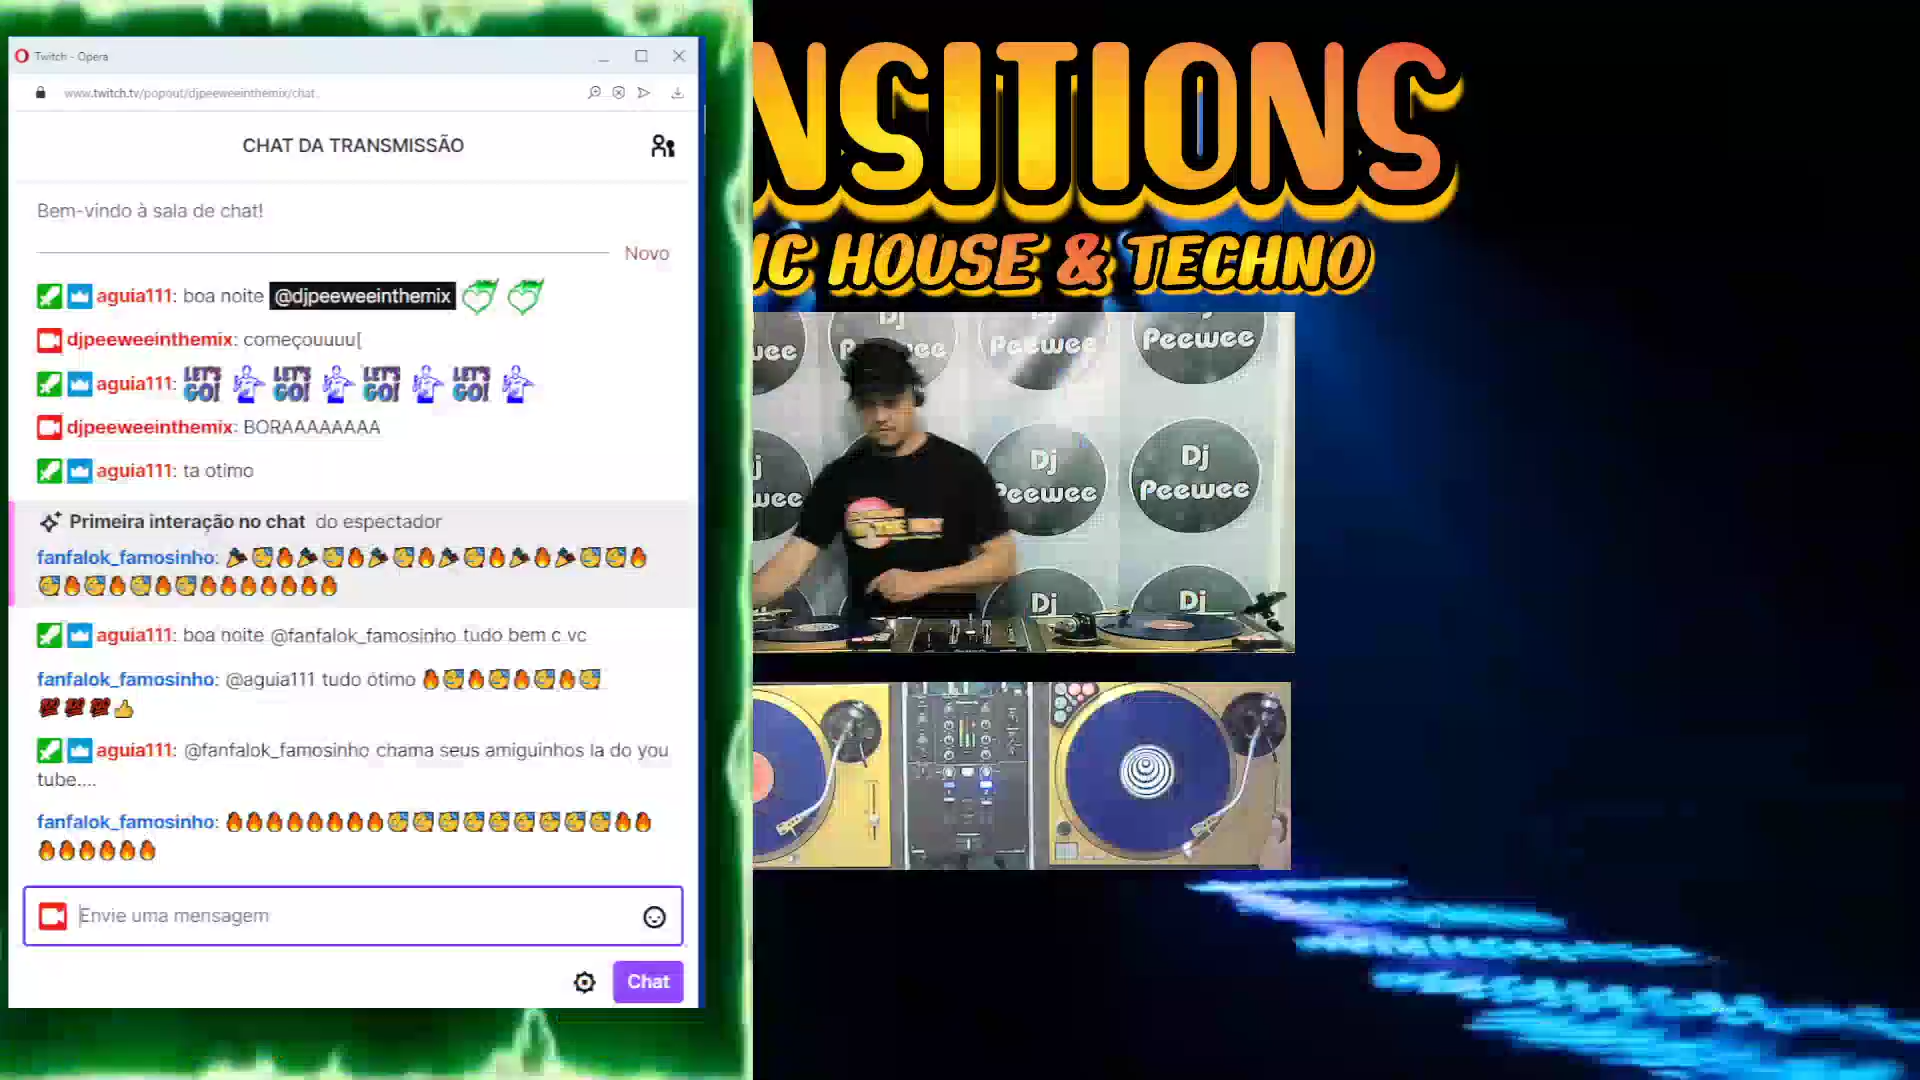 Twitch - Opera
www.twitch.tv/popout/djpeeweeinthemix/chat
CHAT DA TRANSMISSÃO
Bem-vindo à sala de chat!
Novo
aguia111: boa noite @djpeeweeinthemix
djpeeweeinthemix: começouuuu[
aguia111: LET'S GO! LET'S GO! LET'S GO! LET'S GO!
djpeeweeinthemix: BORAAAAAAAA
aguia111: ta otimo
Primeira interação no chat do espectador
fanfalok_famosinho:
aguia111: boa noite @fanfalok_famosinho tudo bem c vc
fanfalok_famosinho: @aguia111 tudo ótimo
100 100 100
aguia111: @fanfalok_famosinho chama seus amiguinhos la do you
tube....
fanfalok_famosinho:
Envie uma mensagem
Chat
NSITIONS
IC HOUSE & TECHNO
Dj
Peewee
Dj
Peewee
Dj
Peewee
Dj
Peewee
Dj
Dj